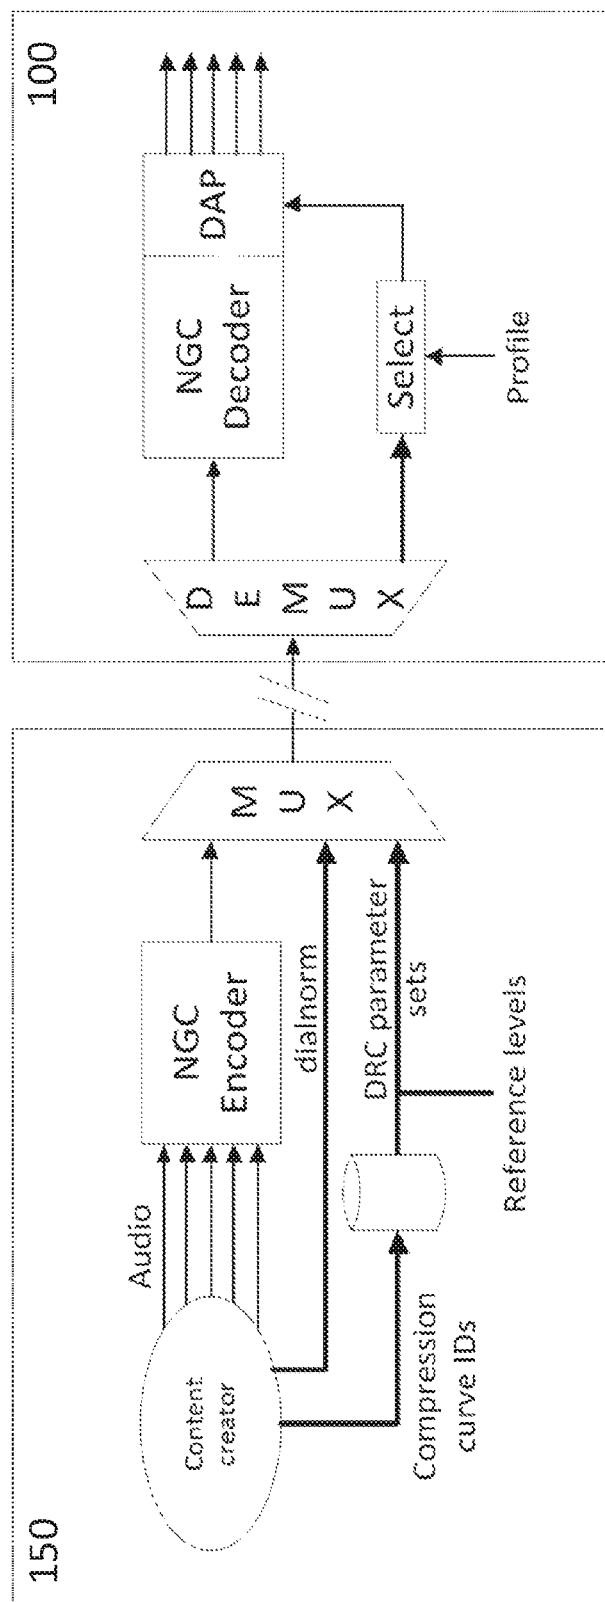 150
Content
creator
Audio
Compression
curve IDs
NGC
Encoder
dialnorm
DRC parameter
sets
Reference levels
M
U
X
100
D
E
M
U
X
NGC
Decoder
DAP
Select
Profile